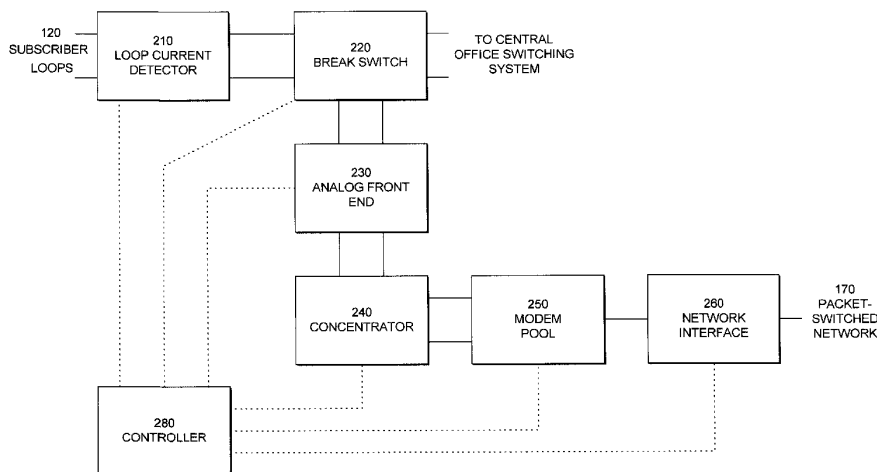 120
SUBSCRIBER
LOOPS
210
LOOP CURRENT
DETECTOR
220
BREAK SWITCH
TO CENTRAL
OFFICE SWITCHING
SYSTEM
230
ANALOG FRONT
END
240
CONCENTRATOR
250
MODEM
POOL
260
NETWORK
INTERFACE
170
PACKET-
SWITCHED
NETWORK
280
CONTROLLER